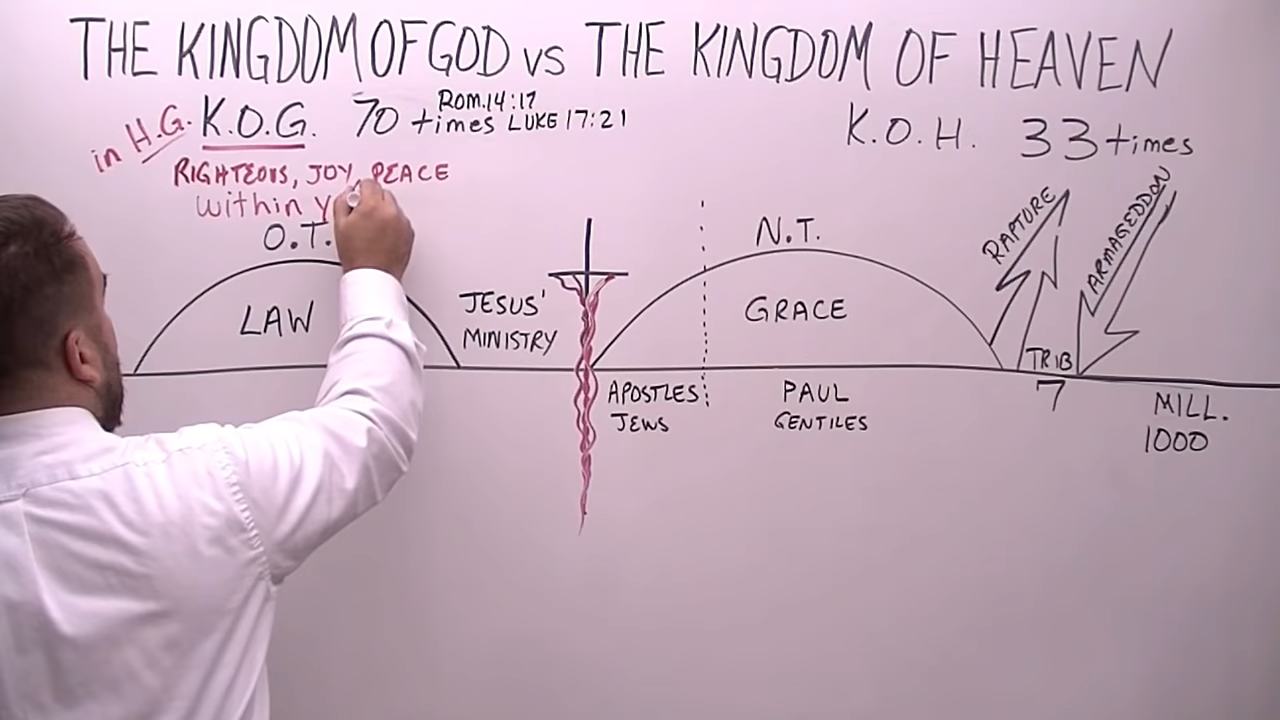 THE KINGDOM OF GOD vs THE KINGDOM OF HEAVEN
in H.G. K.O.G. 70 times Rom.14:17 LUKE 17:21
K.O.H. 33 times
RIGHTEOUS, JOY, PEACE
within y
O.T.
LAW
JESUS'
MINISTRY
N.T.
GRACE
RAPTURE
ARMAGEDDON
TRIB
7
APOSTLES
JEWS
PAUL
GENTILES
MILL.
1000